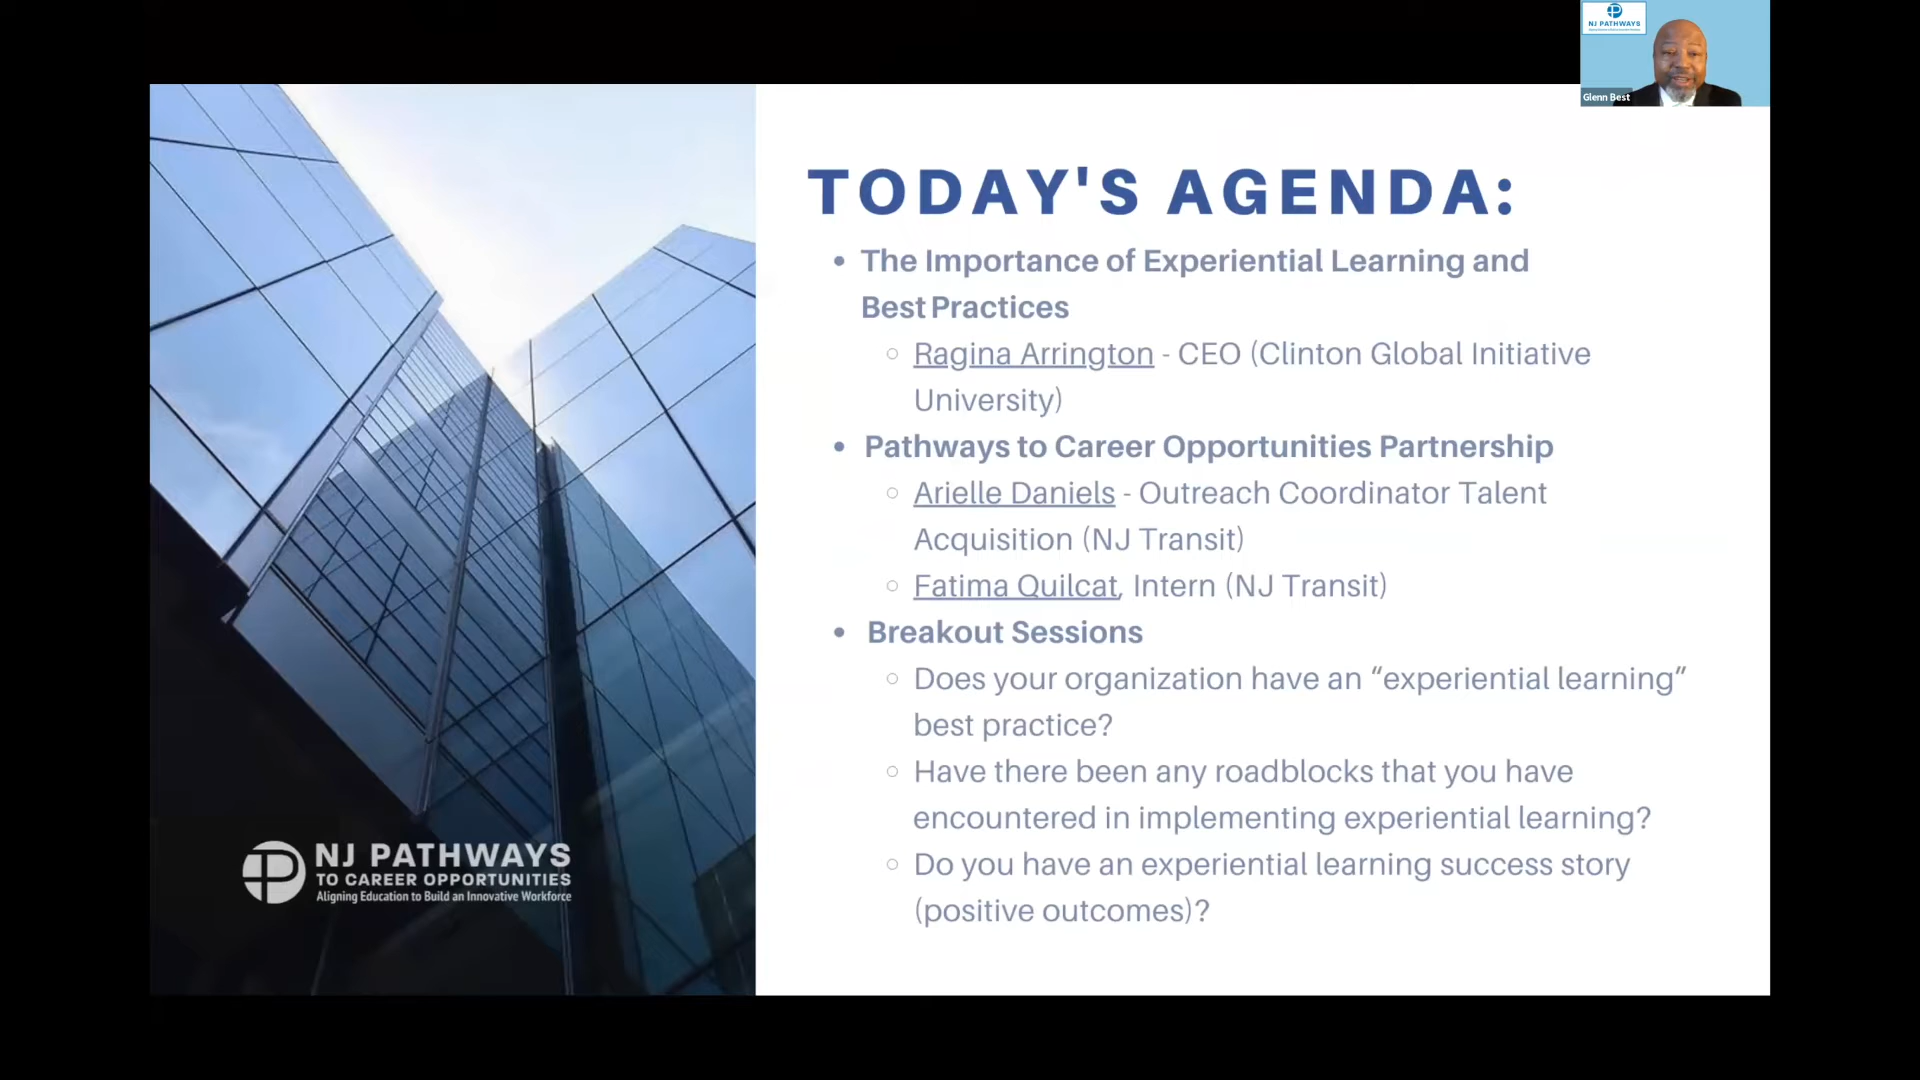 NJ PATHWAYS
Glenn Best
TODAY'S AGENDA:
• The Importance of Experiential Learning and
Best Practices
○ Ragina Arrington - CEO (Clinton Global Initiative
University)
• Pathways to Career Opportunities Partnership
○ Arielle Daniels - Outreach Coordinator Talent
Acquisition (NJ Transit)
○ Fatima Quilcat, Intern (NJ Transit)
• Breakout Sessions
○ Does your organization have an “experiential learning”
best practice?
○ Have there been any roadblocks that you have
encountered in implementing experiential learning?
○ Do you have an experiential learning success story
(positive outcomes)?
NJ PATHWAYS
TO CAREER OPPORTUNITIES
Aligning Education to Build an Innovative Workforce